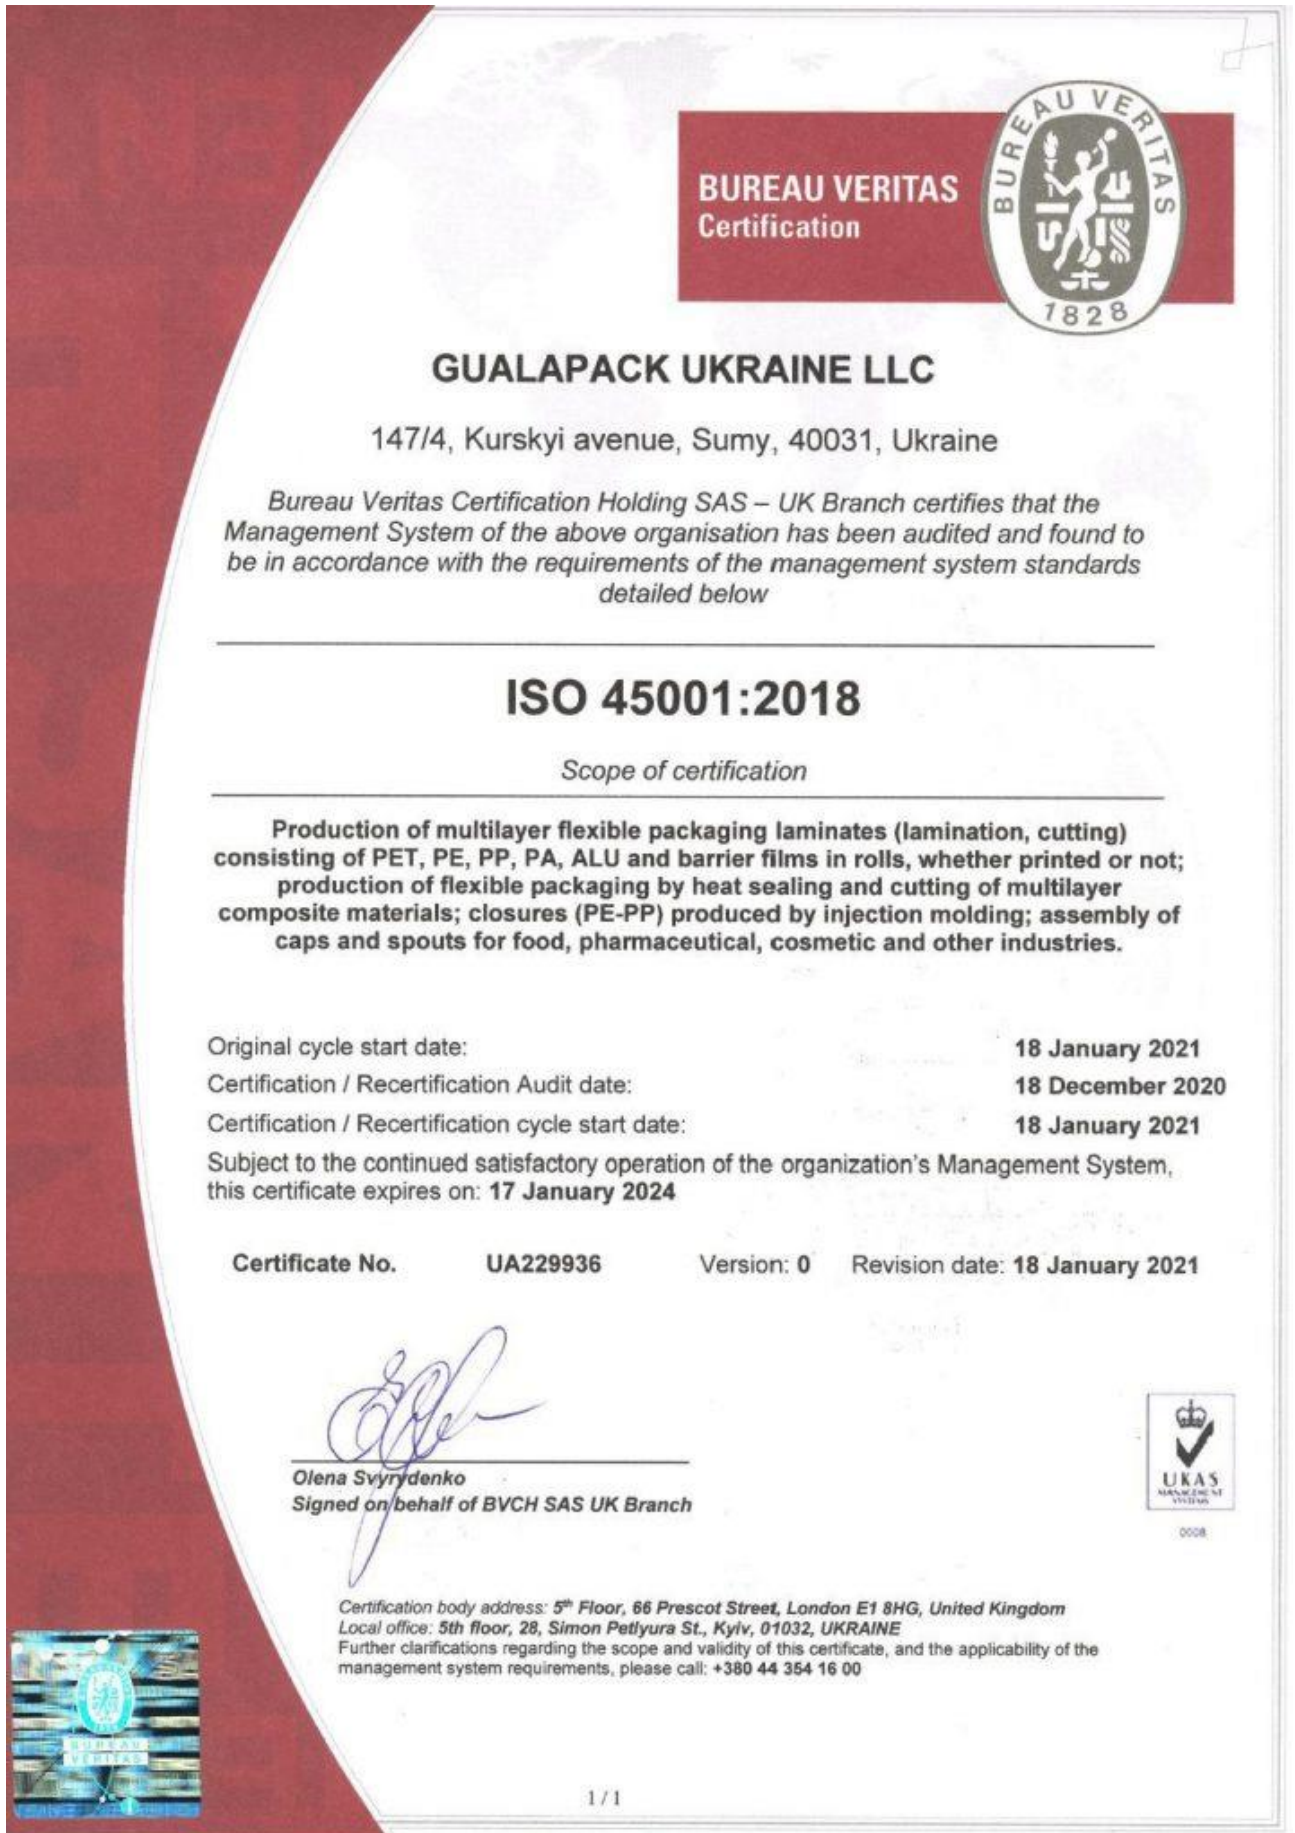 BUREAU VERITAS
Certification
BUREAU VERITAS
1828
GUALAPACK UKRAINE LLC
147/4, Kurskyi avenue, Sumy, 40031, Ukraine
Bureau Veritas Certification Holding SAS – UK Branch certifies that the
Management System of the above organisation has been audited and found to
be in accordance with the requirements of the management system standards
detailed below
ISO 45001:2018
Scope of certification
Production of multilayer flexible packaging laminates (lamination, cutting)
consisting of PET, PE, PP, PA, ALU and barrier films in rolls, whether printed or not;
production of flexible packaging by heat sealing and cutting of multilayer
composite materials; closures (PE-PP) produced by injection molding; assembly of
caps and spouts for food, pharmaceutical, cosmetic and other industries.
Original cycle start date: 18 January 2021
Certification / Recertification Audit date: 18 December 2020
Certification / Recertification cycle start date: 18 January 2021
Subject to the continued satisfactory operation of the organization's Management System,
this certificate expires on: 17 January 2024
Certificate No. UA229936 Version: 0 Revision date: 18 January 2021
Olena Svyrydenko
Signed on behalf of BVCH SAS UK Branch
UKAS
MANAGEMENT
SYSTEMS
0008
Certification body address: 5th Floor, 66 Prescot Street, London E1 8HG, United Kingdom
Local office: 5th floor, 28, Simon Petlyura St., Kyiv, 01032, UKRAINE
Further clarifications regarding the scope and validity of this certificate, and the applicability of the
management system requirements, please call: +380 44 354 16 00
BUREAU
VERITAS
1 / 1